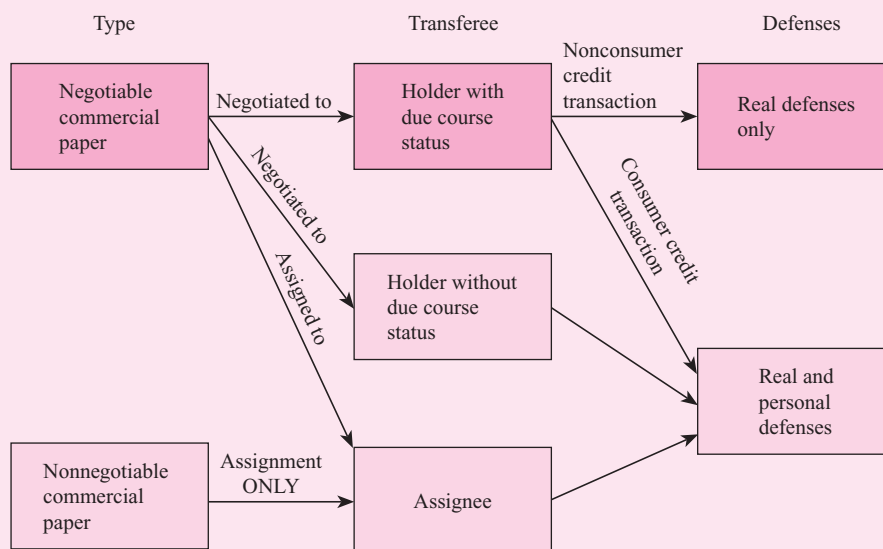 Type
Transferee
Defenses
Negotiable
commercial
paper
Negotiated to
Holder with
due course
status
Nonconsumer
credit
transaction
Real defenses
only
Negotiated to
Consumer credit
transaction
Assigned to
Holder without
due course
status
Real and
personal
defenses
Nonnegotiable
commercial
paper
Assignment
ONLY
Assignee